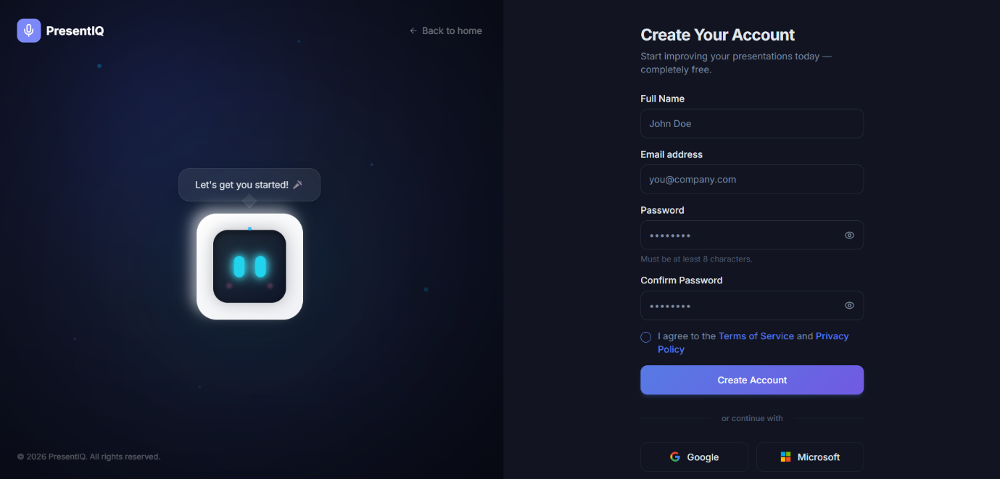 PresentIQ
← Back to home
Let's get you started! 🎤
© 2026 PresentIQ. All rights reserved.
Create Your Account
Start improving your presentations today —
completely free.
Full Name
John Doe
Email address
you@company.com
Password
••••••••
Must be at least 8 characters.
Confirm Password
••••••••
I agree to the Terms of Service and Privacy
Policy
Create Account
or continue with
Google
Microsoft